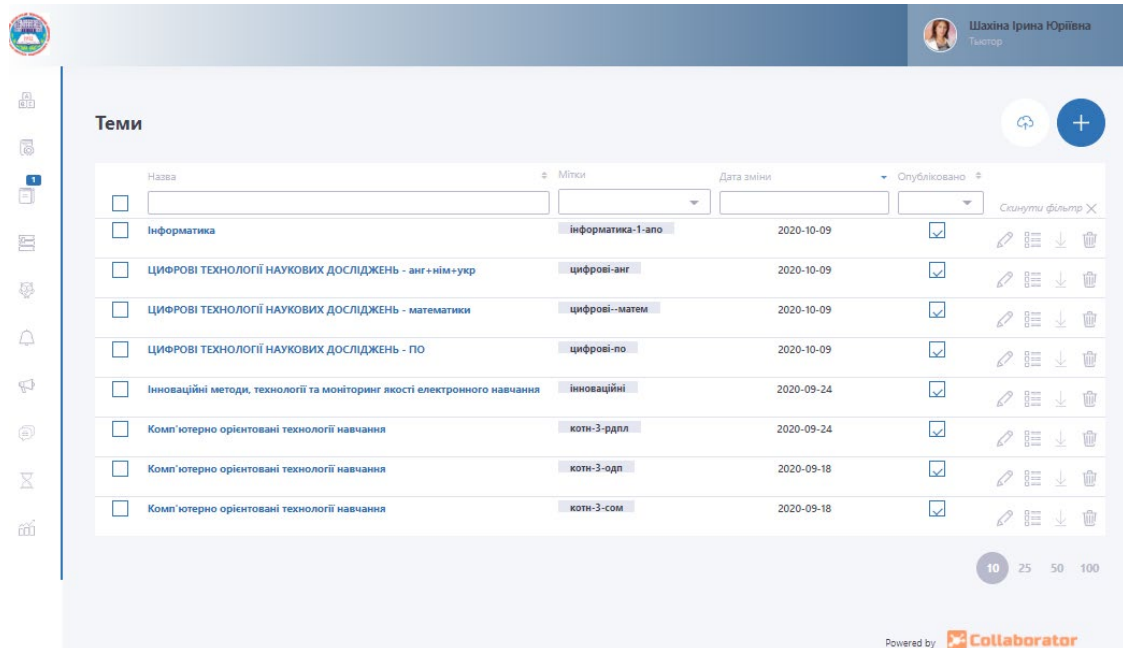 Шахіна Ірина Юріївна
Тьютор
1
Теми
Назва Мітки Дата зміни Опубліковано
Скинути фільтр
Інформатика інформатика-1-апо 2020-10-09
ЦИФРОВІ ТЕХНОЛОГІЇ НАУКОВИХ ДОСЛІДЖЕНЬ - анг+нім+укр цифрові-анг 2020-10-09
ЦИФРОВІ ТЕХНОЛОГІЇ НАУКОВИХ ДОСЛІДЖЕНЬ - математики цифрові--матем 2020-10-09
ЦИФРОВІ ТЕХНОЛОГІЇ НАУКОВИХ ДОСЛІДЖЕНЬ - ПО цифрові-по 2020-10-09
Інноваційні методи, технології та моніторинг якості електронного навчання інноваційні 2020-09-24
Комп'ютерно орієнтовані технології навчання котн-3-рдпл 2020-09-24
Комп'ютерно орієнтовані технології навчання котн-3-одп 2020-09-18
Комп'ютерно орієнтовані технології навчання котн-3-сом 2020-09-18
10 25 50 100
Powered by Collaborator